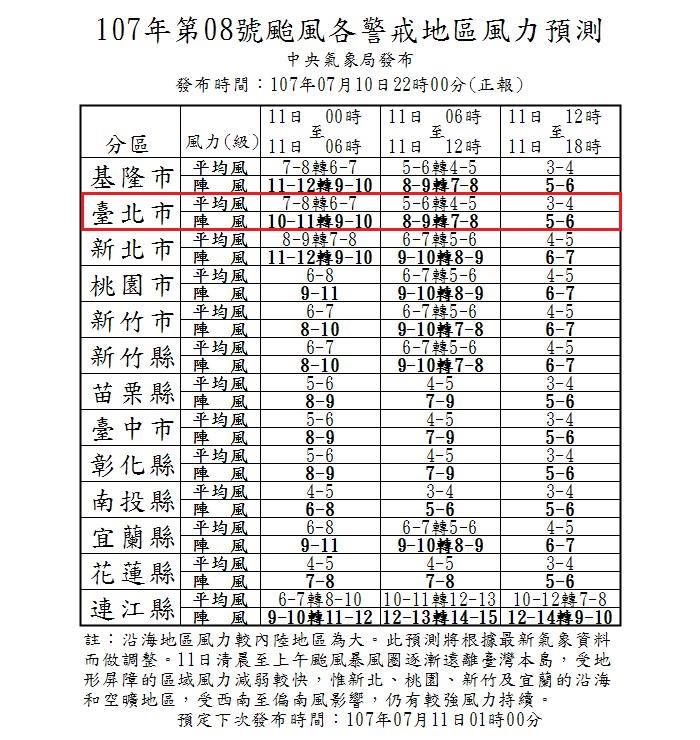 107年第08號颱風各警戒地區風力預測
中央氣象局發布
發布時間：107年07月10日22時00分(正報)
分區 風力(級) 11日 00時 至 11日 06時 11日 06時 至 11日 12時 11日 12時 至 11日 18時
基隆市 平均風 7-8轉6-7 5-6轉4-5 3-4
陣 風 11-12轉9-10 8-9轉7-8 5-6
臺北市 平均風 7-8轉6-7 5-6轉4-5 3-4
陣 風 10-11轉9-10 8-9轉7-8 5-6
新北市 平均風 8-9轉7-8 6-7轉5-6 4-5
陣 風 11-12轉9-10 9-10轉8-9 6-7
桃園市 平均風 6-8 6-7轉5-6 4-5
陣 風 9-11 9-10轉8-9 6-7
新竹市 平均風 6-7 6-7轉5-6 4-5
陣 風 8-10 9-10轉7-8 6-7
新竹縣 平均風 6-7 6-7轉5-6 4-5
陣 風 8-10 9-10轉7-8 6-7
苗栗縣 平均風 5-6 4-5 3-4
陣 風 8-9 7-9 5-6
臺中市 平均風 5-6 4-5 3-4
陣 風 8-9 7-9 5-6
彰化縣 平均風 5-6 4-5 3-4
陣 風 8-9 7-9 5-6
南投縣 平均風 4-5 3-4 3-4
陣 風 6-8 5-6 5-6
宜蘭縣 平均風 6-8 6-7轉5-6 4-5
陣 風 9-11 9-10轉8-9 6-7
花蓮縣 平均風 4-5 4-5 3-4
陣 風 7-8 7-8 5-6
連江縣 平均風 6-7轉8-10 10-11轉12-13 10-12轉7-8
陣 風 9-10轉11-12 12-13轉14-15 12-14轉9-10
註：沿海地區風力較內陸地區為大。此預測將根據最新氣象資料
而做調整。11日清晨至上午颱風暴風圈逐漸遠離臺灣本島，受地
形屏障的區域風力減弱較快，惟新北、桃園、新竹及宜蘭的沿海
和空曠地區，受西南至偏南風影響，仍有較強風力持續。
預定下次發布時間：107年07月11日01時00分